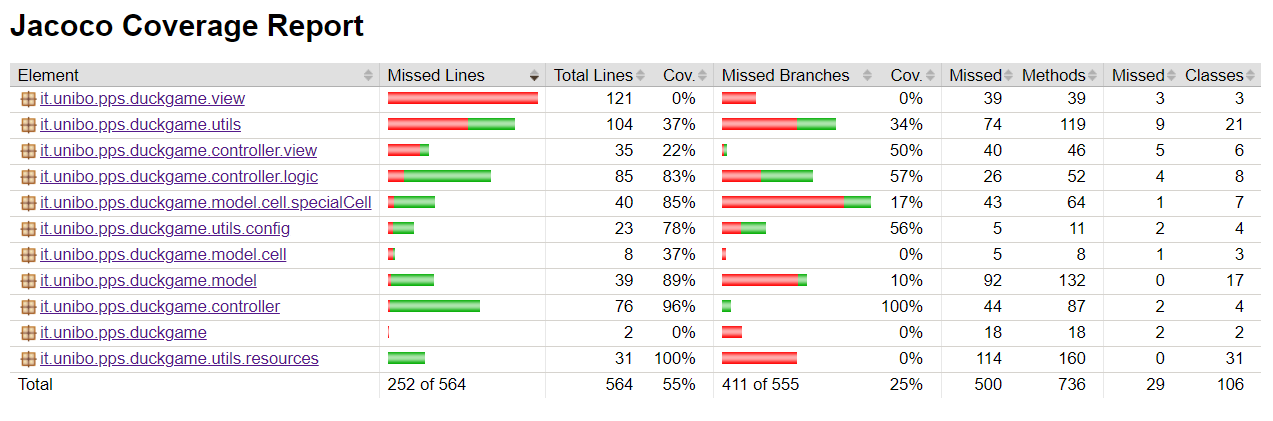 Jacoco Coverage Report
Element Missed Lines Total Lines Cov. Missed Branches Cov. Missed Methods Missed Classes
it.unibo.pps.duckgame.view 121 0% 0% 39 39 3 3
it.unibo.pps.duckgame.utils 104 37% 34% 74 119 9 21
it.unibo.pps.duckgame.controller.view 35 22% 50% 40 46 5 6
it.unibo.pps.duckgame.controller.logic 85 83% 57% 26 52 4 8
it.unibo.pps.duckgame.model.cell.specialCell 40 85% 17% 43 64 1 7
it.unibo.pps.duckgame.utils.config 23 78% 56% 5 11 2 4
it.unibo.pps.duckgame.model.cell 8 37% 0% 5 8 1 3
it.unibo.pps.duckgame.model 39 89% 10% 92 132 0 17
it.unibo.pps.duckgame.controller 76 96% 100% 44 87 2 4
it.unibo.pps.duckgame 2 0% 0% 18 18 2 2
it.unibo.pps.duckgame.utils.resources 31 100% 0% 114 160 0 31
Total 252 of 564 564 55% 411 of 555 25% 500 736 29 106